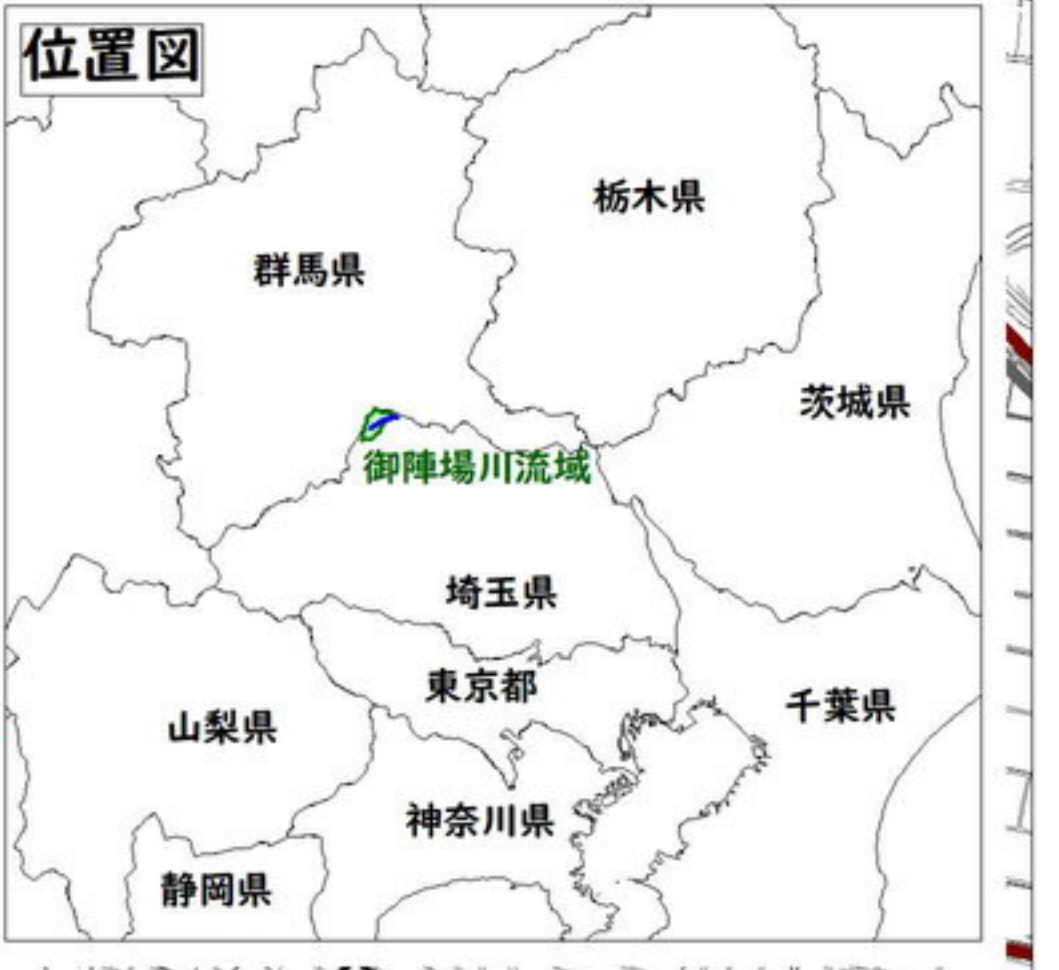 位置図
栃木県
群馬県
茨城県
御陣場川流域
埼玉県
東京都
千葉県
山梨県
神奈川県
静岡県